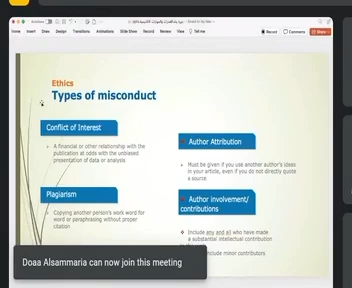 AutoSave
Home Insert Draw Design Transitions Animations Slide Show Record Review View Tell me
Record Comments Share
Ethics
Types of misconduct
Conflict of Interest
A financial or other relationship with the
publication at odds with the unbiased
presentation of data or analysis
Plagiarism
Copying another person's work word for
word or paraphrasing without proper
citation
Author Attribution
Must be given if you use another author's ideas
in your article, even if you do not directly quote
a source
Author involvement/
contributions
Include any and all who have made
a substantial intellectual contribution
include minor contributors
Doaa Alsammaria can now join this meeting